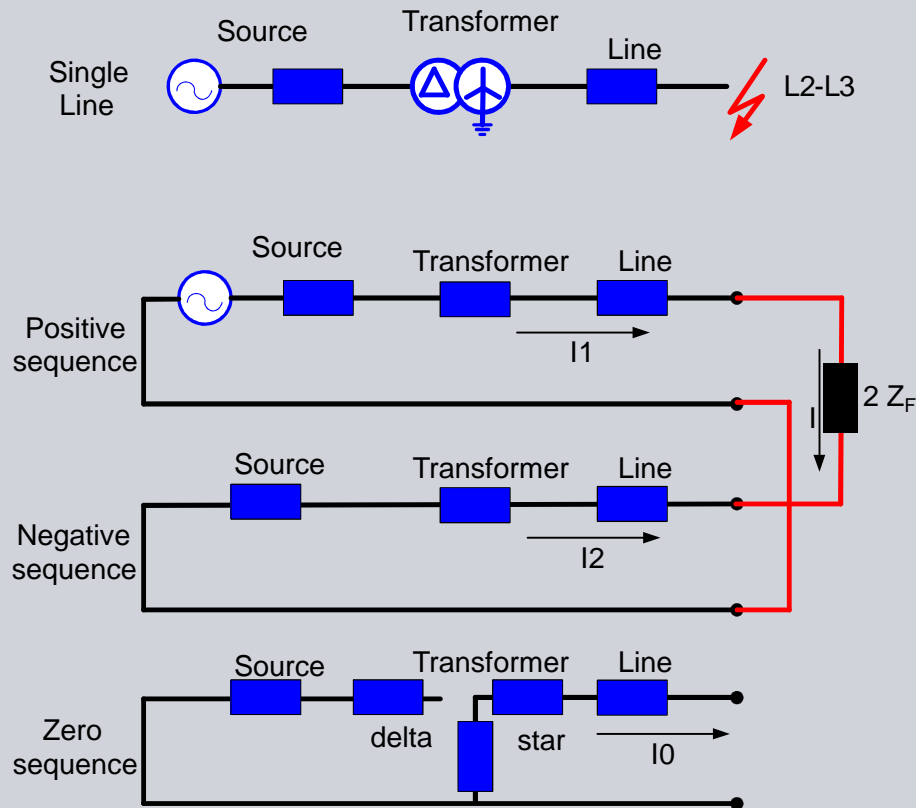 Transformer
Source
Line
Single
Line
L2-L3
Source
Transformer
Line
Positive
sequence
I1
I
2 Z_F
Source
Transformer
Line
Negative
sequence
I2
Source
Transformer
Line
Zero
sequence
delta
star
I0